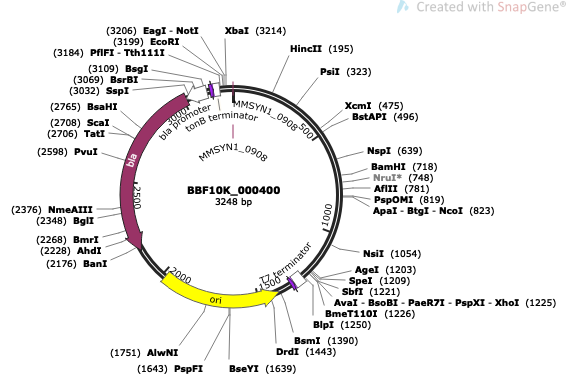 Created with SnapGene®
(3206) EagI - NotI
XbaI (3214)
(3199) EcoRI
(3184) PflFI - Tth111I
HincII (195)
(3109) BsgI
PsiI (323)
(3069) BsrBI
(3032) SspI
(2765) BsaHI
XcmI (475)
(2708) ScaI
BstAPI (496)
(2706) TatI
(2598) PvuI
NspI (639)
BamHI (718)
NruI* (748)
AflII (781)
PspOMI (819)
ApaI - BtgI - NcoI (823)
(2376) NmeAIII
(2348) BglI
(2268) BmrI
(2228) AhdI
(2176) BanI
NsiI (1054)
AgeI (1203)
SpeI (1209)
SbfI (1221)
AvaI - BsoBI - PaeR7I - PspXI - XhoI (1225)
BmeT110I (1226)
BlpI (1250)
BsmI (1390)
DrdI (1443)
(1751) AlwNI
(1643) PspFI
BseYI (1639)
MMSYN1_0908
bla promoter
tonB terminator
MMSYN1_0908
BBF10K_000400
3248 bp
bla
T7 terminator
ori
500
1000
1500
2000
2500
3000